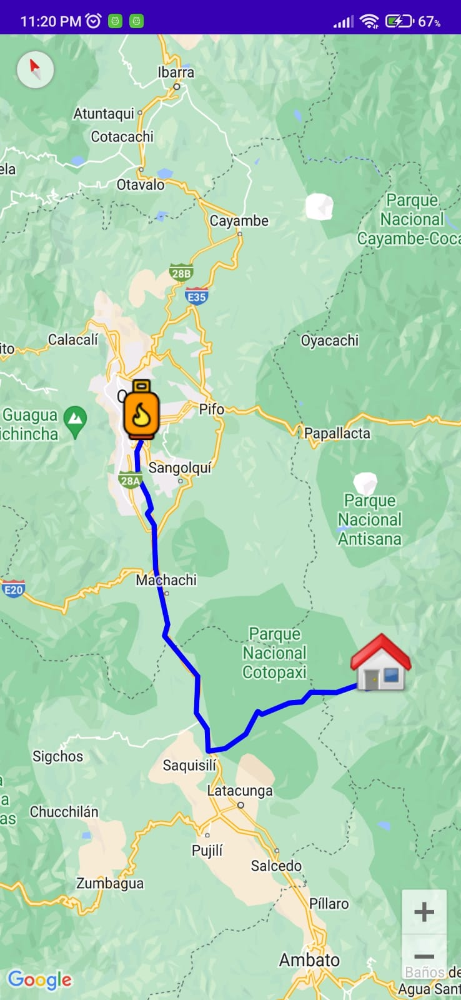 11:20 PM
67%
Ibarra
Atuntaqui
Cotacachi
ela
Otavalo
Parque
Nacional
Cayambe-Coca
Cayambe
28B
E35
Calacalí
Oyacachi
ito
Guagua
ichincha
Pifo
Papallacta
Sangolquí
28A
Parque
Nacional
Antisana
Machachi
E20
Parque
Nacional
Cotopaxi
Sigchos
Saquisilí
a
a
as
Latacunga
Chucchilán
Pujilí
Salcedo
Zumbagua
Píllaro
+
−
Ambato
Baños de
Agua Sant
Google